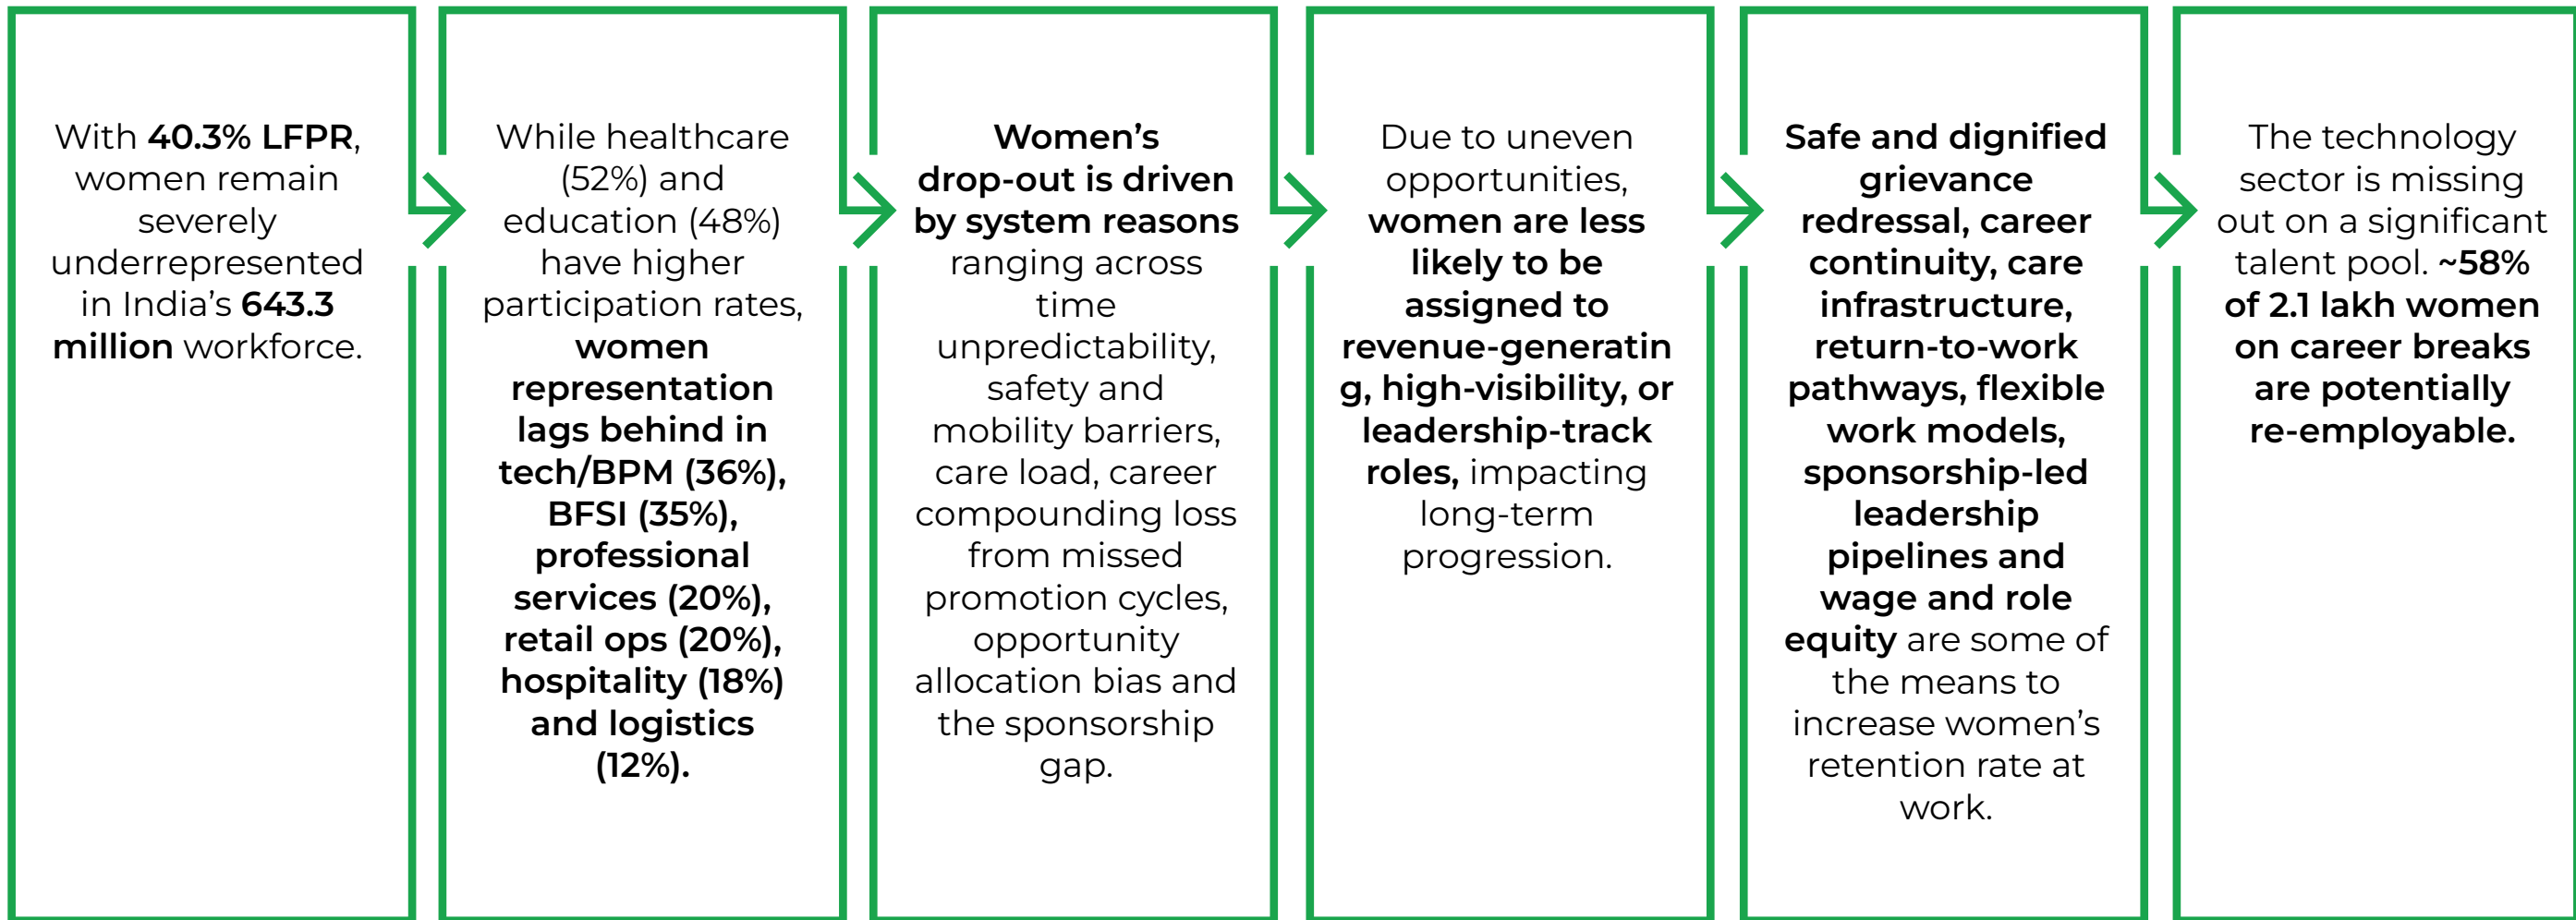 With 40.3% LFPR,
women remain
severely
underrepresented
in India’s 643.3
million workforce.
While healthcare
(52%) and
education (48%)
have higher
participation rates,
women
representation
lags behind in
tech/BPM (36%),
BFSI (35%),
professional
services (20%),
retail ops (20%),
hospitality (18%)
and logistics
(12%).
Women’s
drop-out is driven
by system reasons
ranging across
time
unpredictability,
safety and
mobility barriers,
care load, career
compounding loss
from missed
promotion cycles,
opportunity
allocation bias and
the sponsorship
gap.
Due to uneven
opportunities,
women are less
likely to be
assigned to
revenue-generatin
g, high-visibility, or
leadership-track
roles, impacting
long-term
progression.
Safe and dignified
grievance
redressal, career
continuity, care
infrastructure,
return-to-work
pathways, flexible
work models,
sponsorship-led
leadership
pipelines and
wage and role
equity are some of
the means to
increase women’s
retention rate at
work.
The technology
sector is missing
out on a significant
talent pool. ~58%
of 2.1 lakh women
on career breaks
are potentially
re-employable.